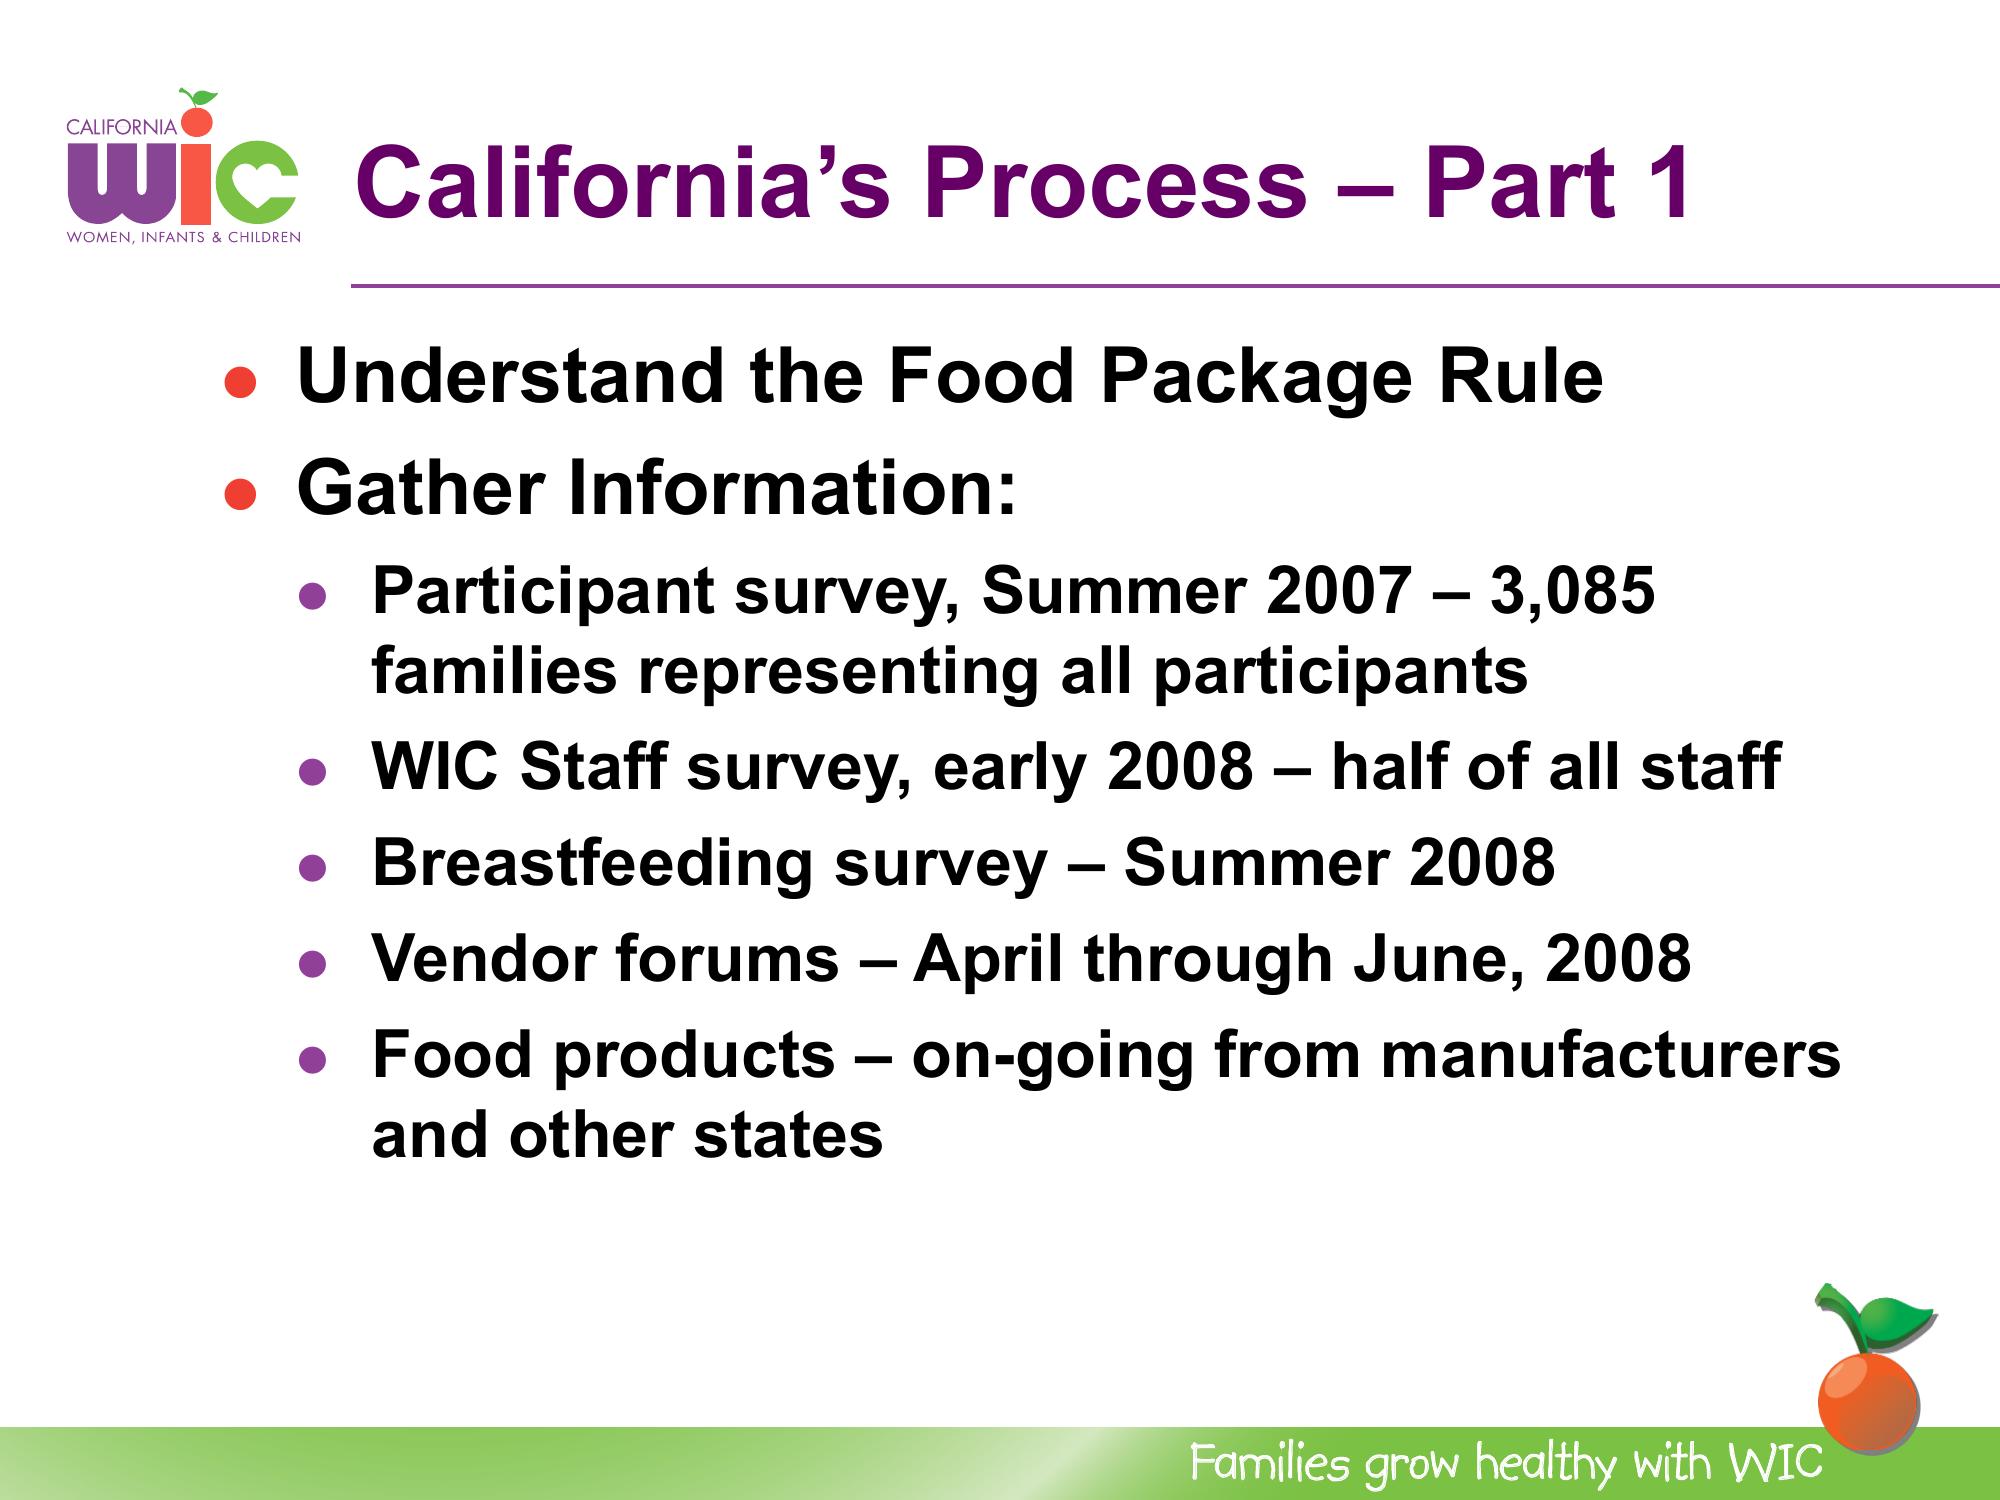 CALIFORNIA
wic
WOMEN, INFANTS & CHILDREN
California’s Process – Part 1
Understand the Food Package Rule
Gather Information:
Participant survey, Summer 2007 – 3,085
families representing all participants
WIC Staff survey, early 2008 – half of all staff
Breastfeeding survey – Summer 2008
Vendor forums – April through June, 2008
Food products – on-going from manufacturers
and other states
Families grow healthy with WIC